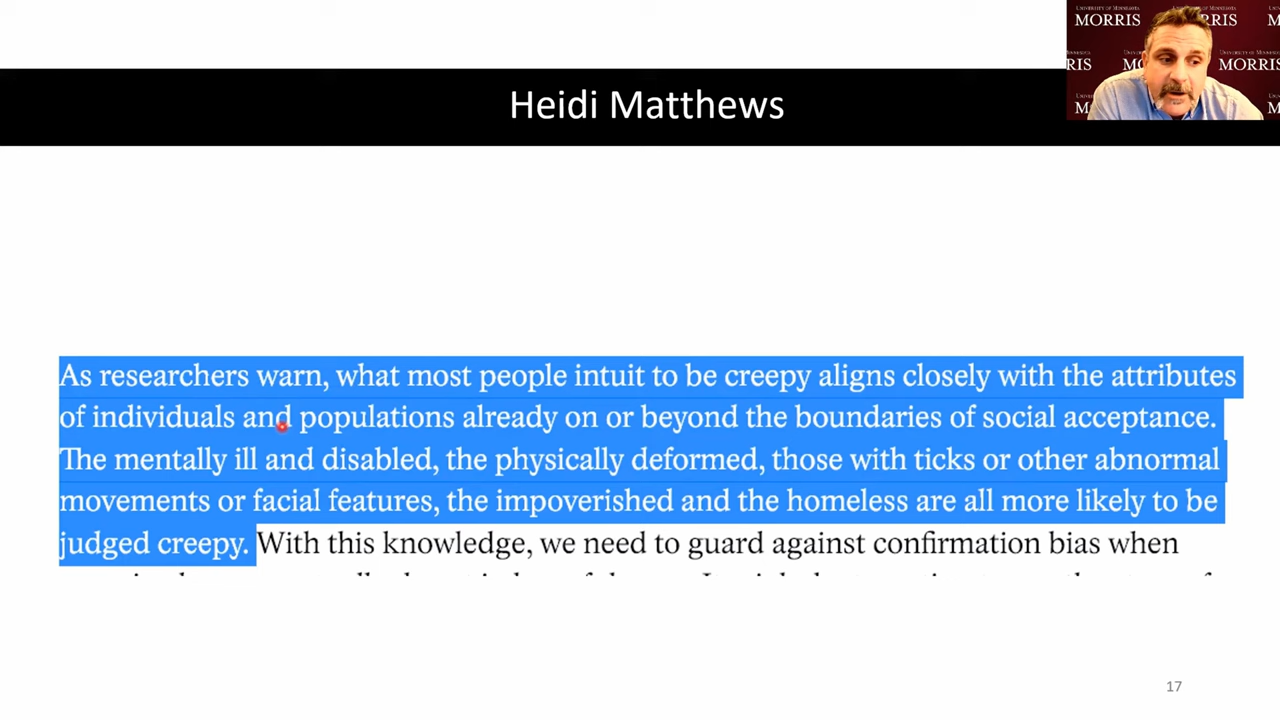 UNIVERSITY OF MINNESOTA
MORRIS
Heidi Matthews
As researchers warn, what most people intuit to be creepy aligns closely with the attributes
of individuals and populations already on or beyond the boundaries of social acceptance.
The mentally ill and disabled, the physically deformed, those with ticks or other abnormal
movements or facial features, the impoverished and the homeless are all more likely to be
judged creepy. With this knowledge, we need to guard against confirmation bias when
17